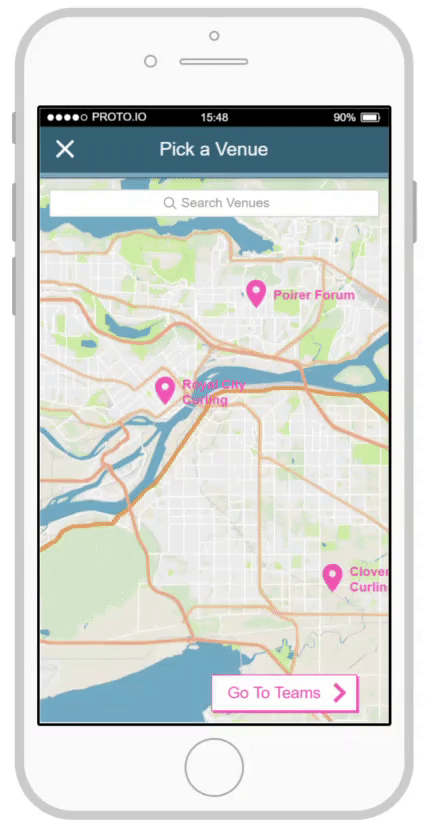 PROTO.IO 15:48 90%
Pick a Venue
Search Venues
Poirer Forum
Royal City
Curling
Clover
Curlin
Go To Teams